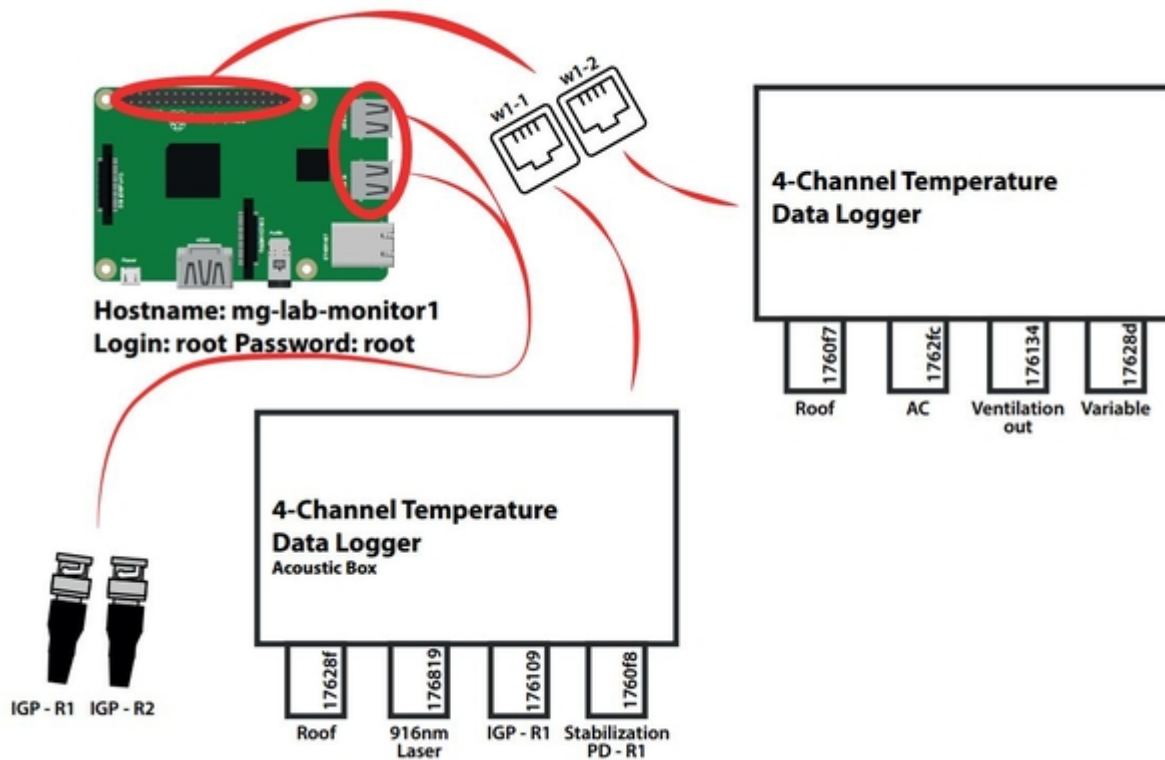 w1-1
w1-2
Hostname: mg-lab-monitor1
Login: root Password: root
4-Channel Temperature
Data Logger
1760f7
1762fc
176134
17628d
Roof
AC
Ventilation
out
Variable
4-Channel Temperature
Data Logger
Acoustic Box
17628f
176819
176109
1760f8
Roof
916nm
Laser
IGP - R1
Stabilization
PD - R1
IGP - R1
IGP - R2